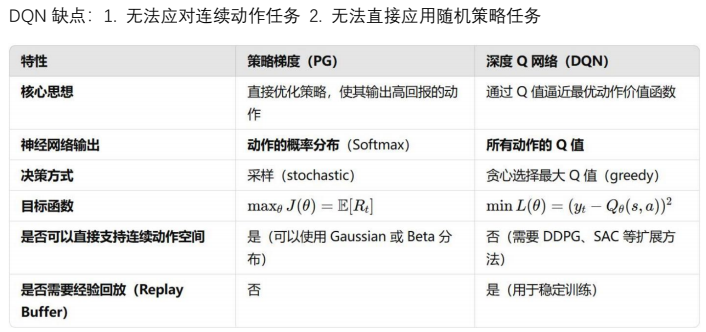 DQN 缺点：1. 无法应对连续动作任务 2. 无法直接应用随机策略任务
特性 策略梯度（PG） 深度 Q 网络（DQN）
核心思想 直接优化策略，使其输出高回报的动作 通过 Q 值逼近最优动作价值函数
神经网络输出 动作的概率分布（Softmax） 所有动作的 Q 值
决策方式 采样（stochastic） 贪心选择最大 Q 值（greedy）
目标函数 max_θ J(θ) = 𝔼[R_t] min L(θ) = (y_t − Q_θ(s, a))²
是否可以直接支持连续动作空间 是（可以使用 Gaussian 或 Beta 分布） 否（需要 DDPG、SAC 等扩展方法）
是否需要经验回放（Replay Buffer） 否 是（用于稳定训练）